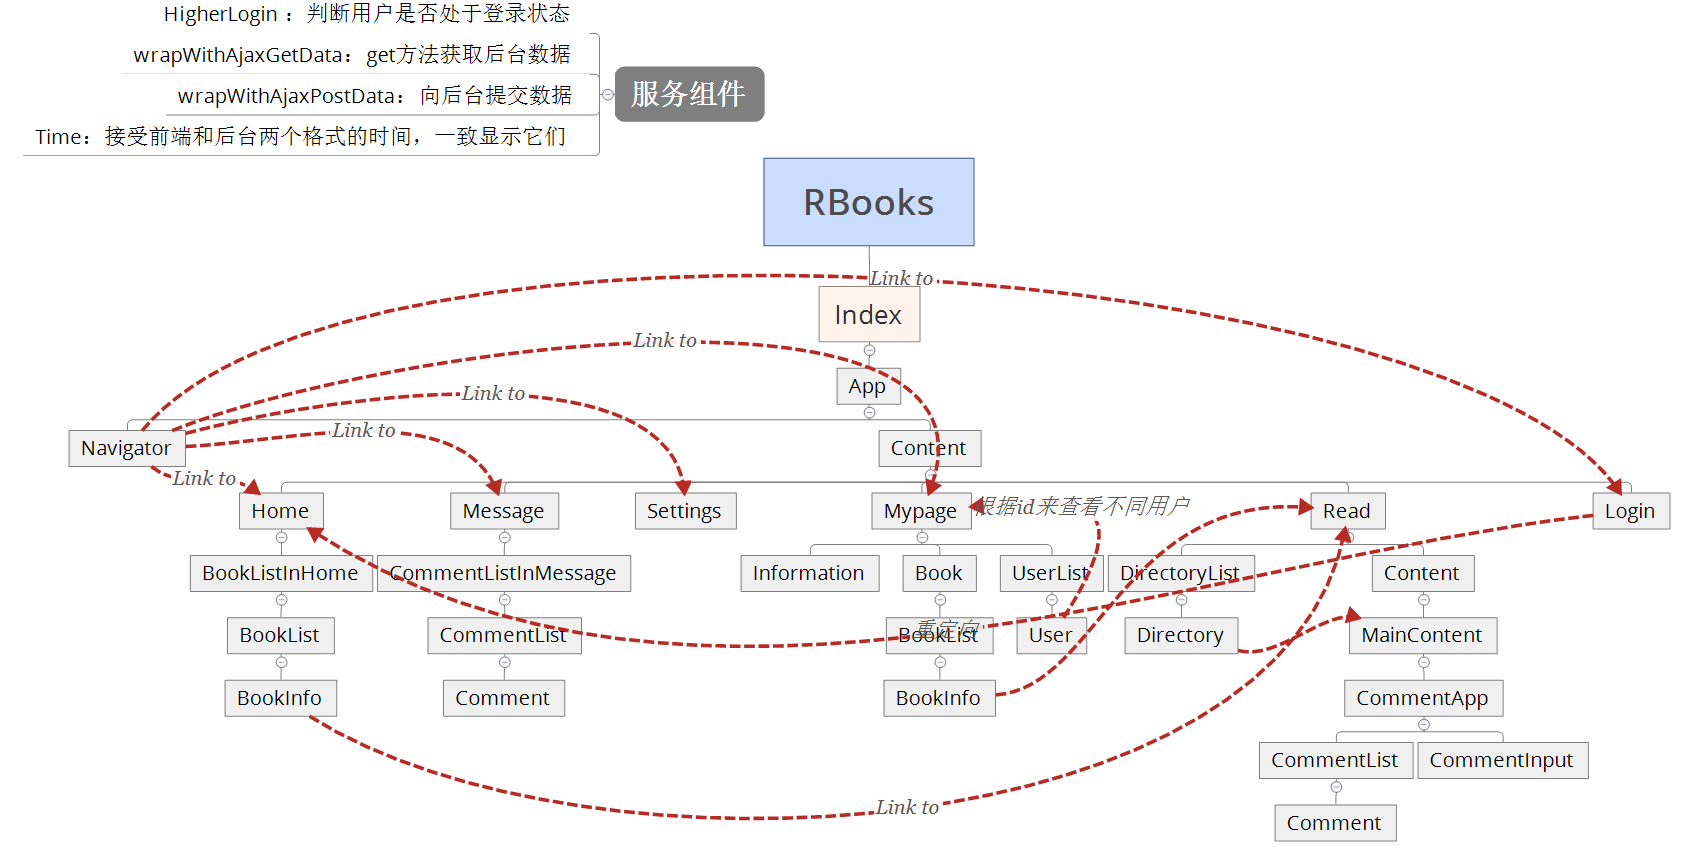 HigherLogin ：判断用户是否处于登录状态
wrapWithAjaxGetData：get方法获取后台数据
wrapWithAjaxPostData：向后台提交数据
Time：接受前端和后台两个格式的时间，一致显示它们
服务组件
RBooks
Link to
Index
Link to
App
Link to
Link to
Navigator
Content
Link to
Home
Message
Settings
Mypage
根据id来查看不同用户
Read
Login
BookListInHome
CommentListInMessage
Information
Book
UserList
DirectoryList
Content
BookList
CommentList
BookList
重定向
User
Directory
MainContent
BookInfo
Comment
BookInfo
CommentApp
CommentList
CommentInput
Link to
Comment